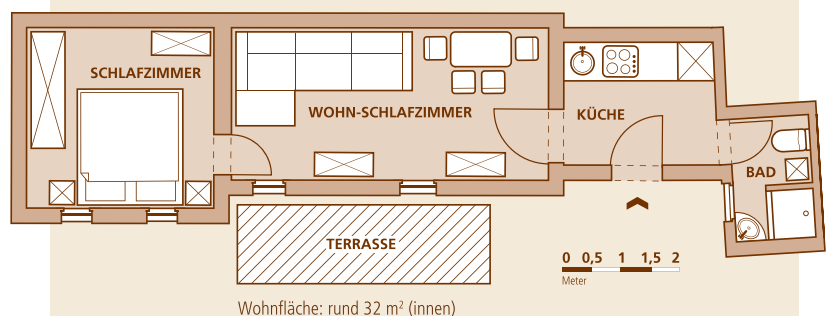 SCHLAFZIMMER
WOHN-SCHLAFZIMMER
KÜCHE
BAD
TERRASSE
0 0,5 1 1,5 2
Meter
Wohnfläche: rund 32 m² (innen)